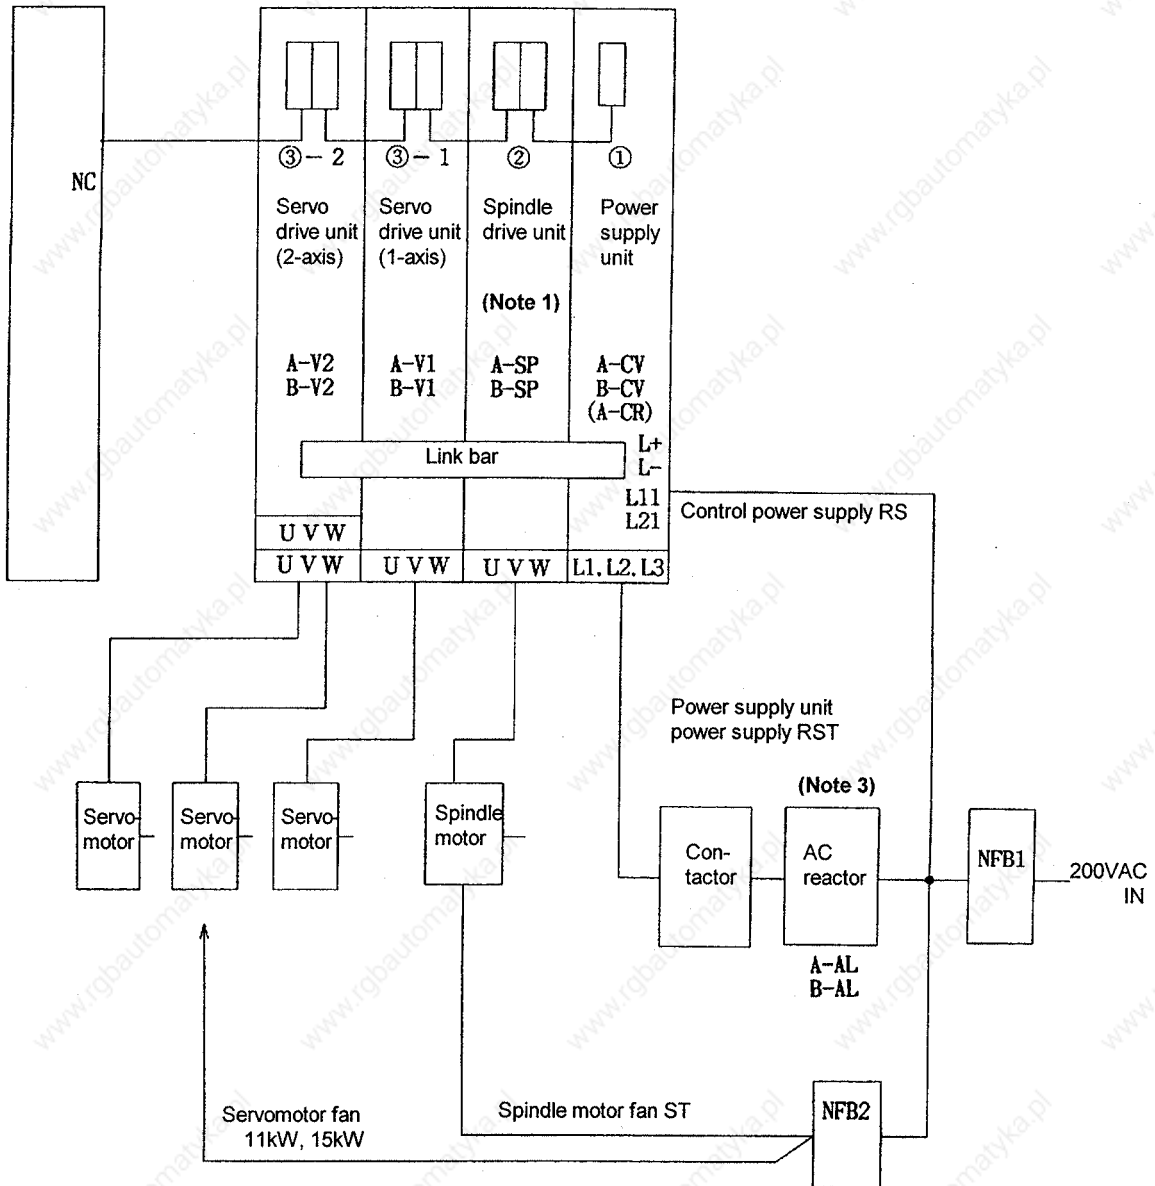 NC
③-2
③-1
②
①
Servo
drive unit
(2-axis)
Servo
drive unit
(1-axis)
Spindle
drive unit
Power
supply
unit
(Note 1)
A-V2
B-V2
A-V1
B-V1
A-SP
B-SP
A-CV
B-CV
(A-CR)
Link bar
L+
L-
L11
L21
Control power supply RS
U V W
U V W
U V W
U V W
L1, L2, L3
Power supply unit
power supply RST
(Note 3)
Servo-
motor
Servo-
motor
Servo-
motor
Spindle
motor
Con-
tactor
AC
reactor
NFB1
200VAC
IN
A-AL
B-AL
Servomotor fan
11kW, 15kW
Spindle motor fan ST
NFB2
www.rgbautomatyka.pl